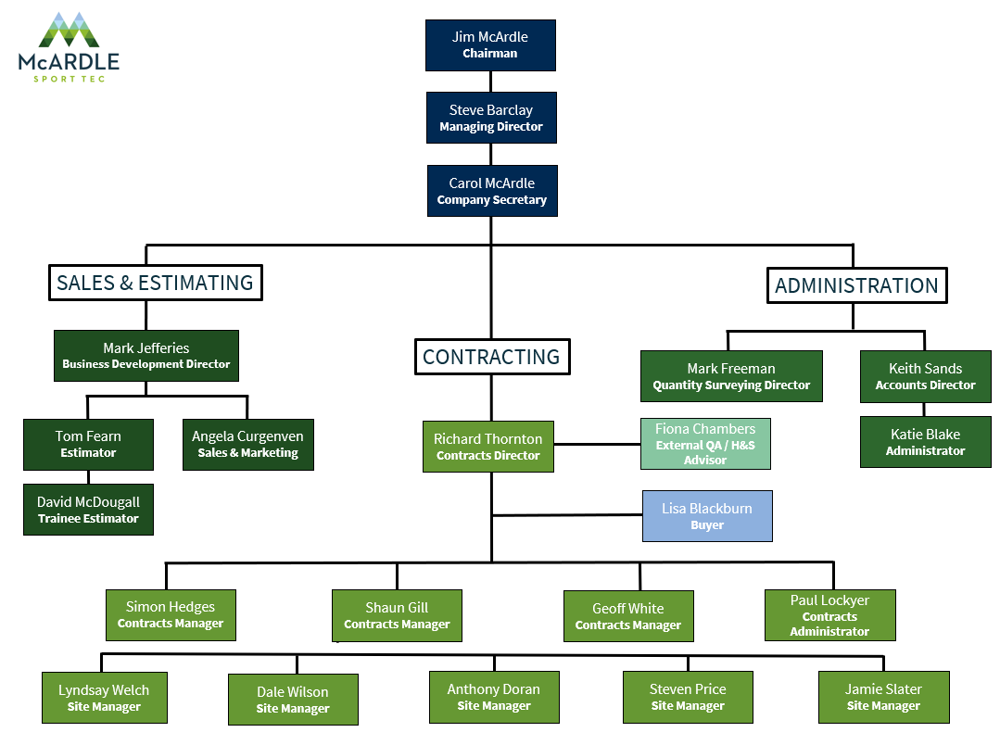 McARDLE
SPORT TEC
Jim McArdle
Chairman
Steve Barclay
Managing Director
Carol McArdle
Company Secretary
SALES & ESTIMATING
Mark Jefferies
Business Development Director
Tom Fearn
Estimator
Angela Curgenven
Sales & Marketing
David McDougall
Trainee Estimator
CONTRACTING
Richard Thornton
Contracts Director
Fiona Chambers
External QA / H&S
Advisor
Lisa Blackburn
Buyer
ADMINISTRATION
Mark Freeman
Quantity Surveying Director
Keith Sands
Accounts Director
Katie Blake
Administrator
Simon Hedges
Contracts Manager
Shaun Gill
Contracts Manager
Geoff White
Contracts Manager
Paul Lockyer
Contracts
Administrator
Lyndsay Welch
Site Manager
Dale Wilson
Site Manager
Anthony Doran
Site Manager
Steven Price
Site Manager
Jamie Slater
Site Manager